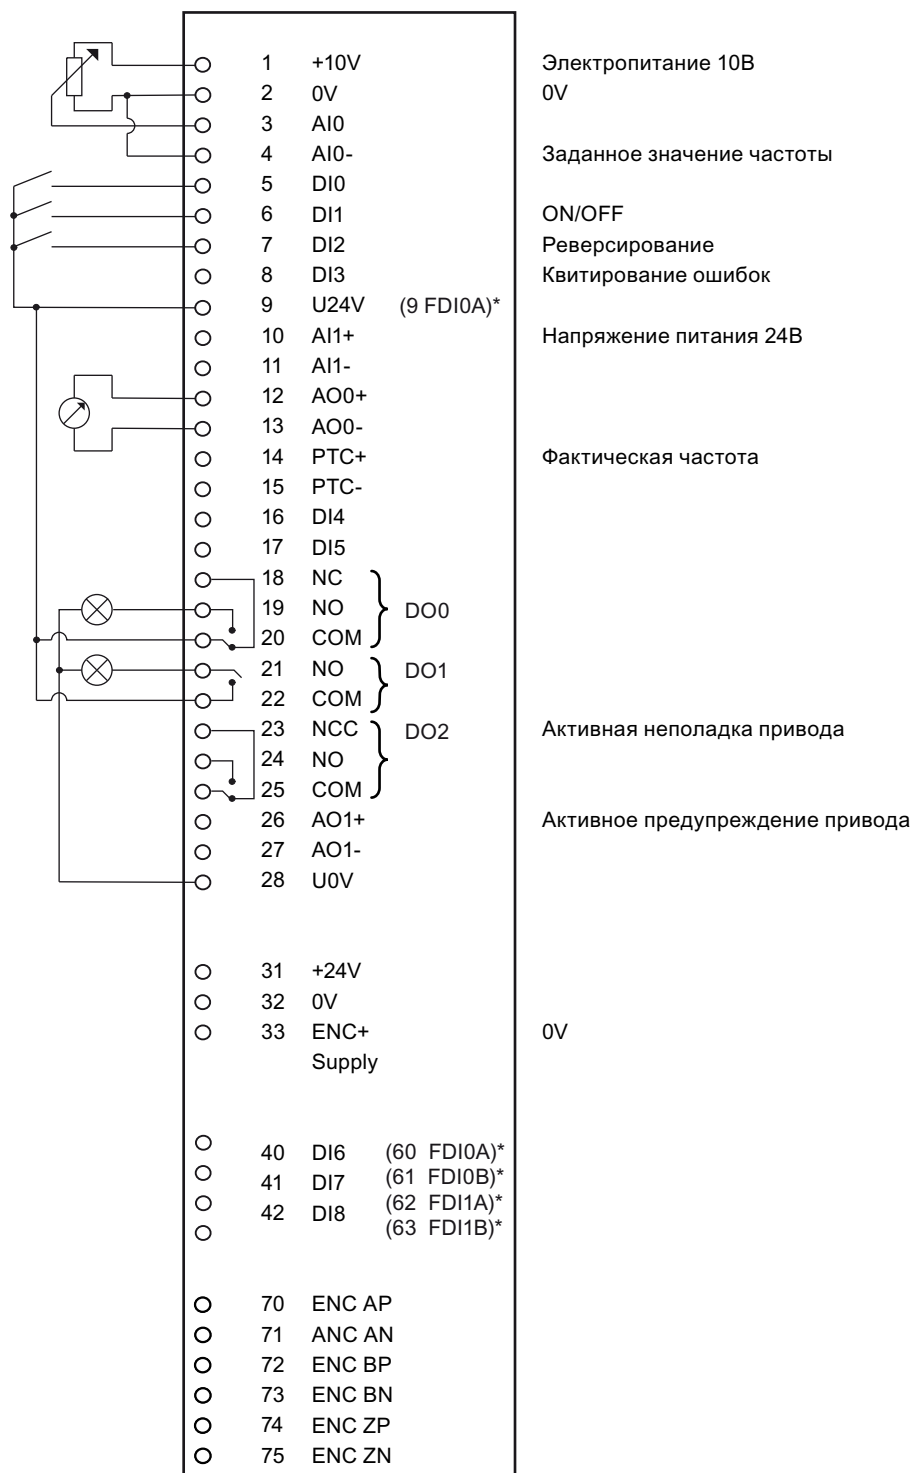 1 +10V Электропитание 10В
2 0V 0V
3 AI0
4 AI0- Заданное значение частоты
5 DI0
6 DI1 ON/OFF
7 DI2 Реверсирование
8 DI3 Квитирование ошибок
9 U24V (9 FDI0A)*
10 AI1+ Напряжение питания 24В
11 AI1-
12 AO0+
13 AO0-
14 PTC+ Фактическая частота
15 PTC-
16 DI4
17 DI5
18 NC
19 NO DO0
20 COM
21 NO DO1
22 COM
23 NCC DO2 Активная неполадка привода
24 NO
25 COM
26 AO1+ Активное предупреждение привода
27 AO1-
28 U0V
31 +24V
32 0V
33 ENC+ 0V
Supply
40 DI6 (60 FDI0A)*
41 DI7 (61 FDI0B)*
42 DI8 (62 FDI1A)*
(63 FDI1B)*
70 ENC AP
71 ANC AN
72 ENC BP
73 ENC BN
74 ENC ZP
75 ENC ZN